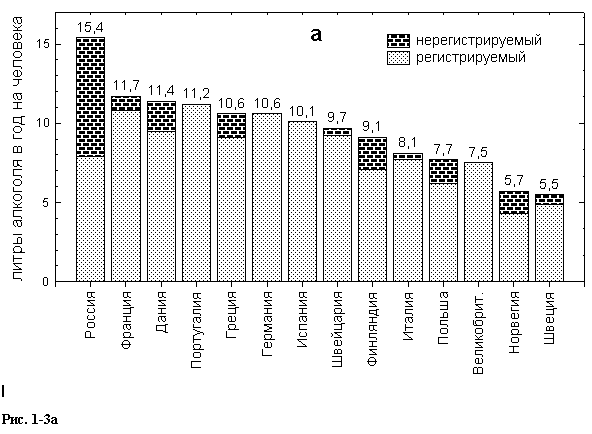 а
нерегистрируемый
регистрируемый
литры алкоголя в год на человека
15
10
5
0
15,4
11,7
11,4
11,2
10,6
10,6
10,1
9,7
9,1
8,1
7,7
7,5
5,7
5,5
Россия
Франция
Дания
Португалия
Греция
Германия
Испания
Швейцария
Финляндия
Италия
Польша
Великобрит.
Норвегия
Швеция
Рис. 1-3а